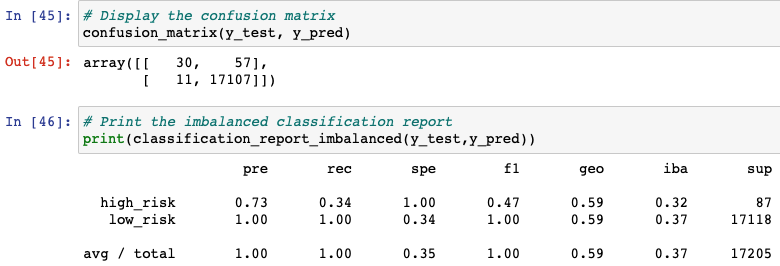 In [45]: # Display the confusion matrix
confusion_matrix(y_test, y_pred)
Out[45]: array([[   30,    57],
       [   11, 17107]])
In [46]: # Print the imbalanced classification report
print(classification_report_imbalanced(y_test,y_pred))
pre rec spe f1 geo iba sup
high_risk 0.73 0.34 1.00 0.47 0.59 0.32 87
low_risk 1.00 1.00 0.34 1.00 0.59 0.37 17118
avg / total 1.00 1.00 0.35 1.00 0.59 0.37 17205